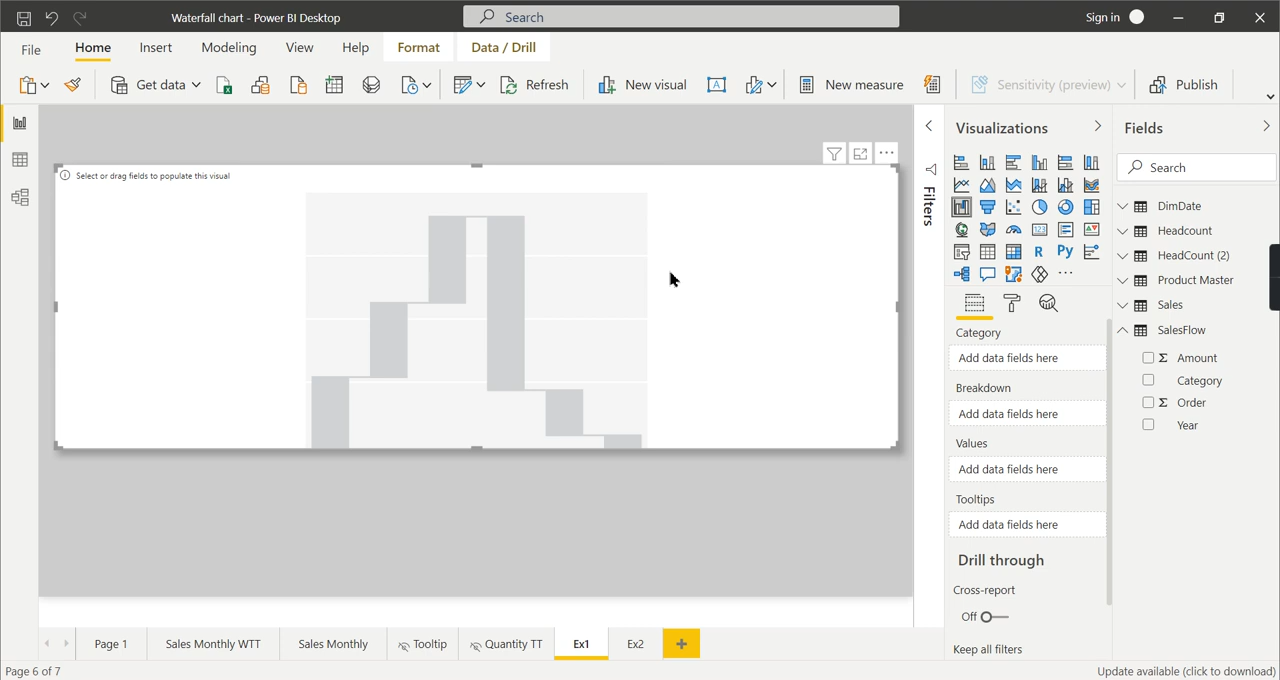 Waterfall chart - Power BI Desktop
Search
Sign in
File
Home
Insert
Modeling
View
Help
Format
Data / Drill
Get data
Refresh
New visual
New measure
Sensitivity (preview)
Publish
Select or drag fields to populate this visual
Filters
Visualizations
123
R
Py
Category
Add data fields here
Breakdown
Add data fields here
Values
Add data fields here
Tooltips
Add data fields here
Drill through
Cross-report
Off
Keep all filters
Fields
Search
DimDate
Headcount
HeadCount (2)
Product Master
Sales
SalesFlow
Σ Amount
Category
Σ Order
Year
Page 1
Sales Monthly WTT
Sales Monthly
Tooltip
Quantity TT
Ex1
Ex2
Page 6 of 7
Update available (click to download)